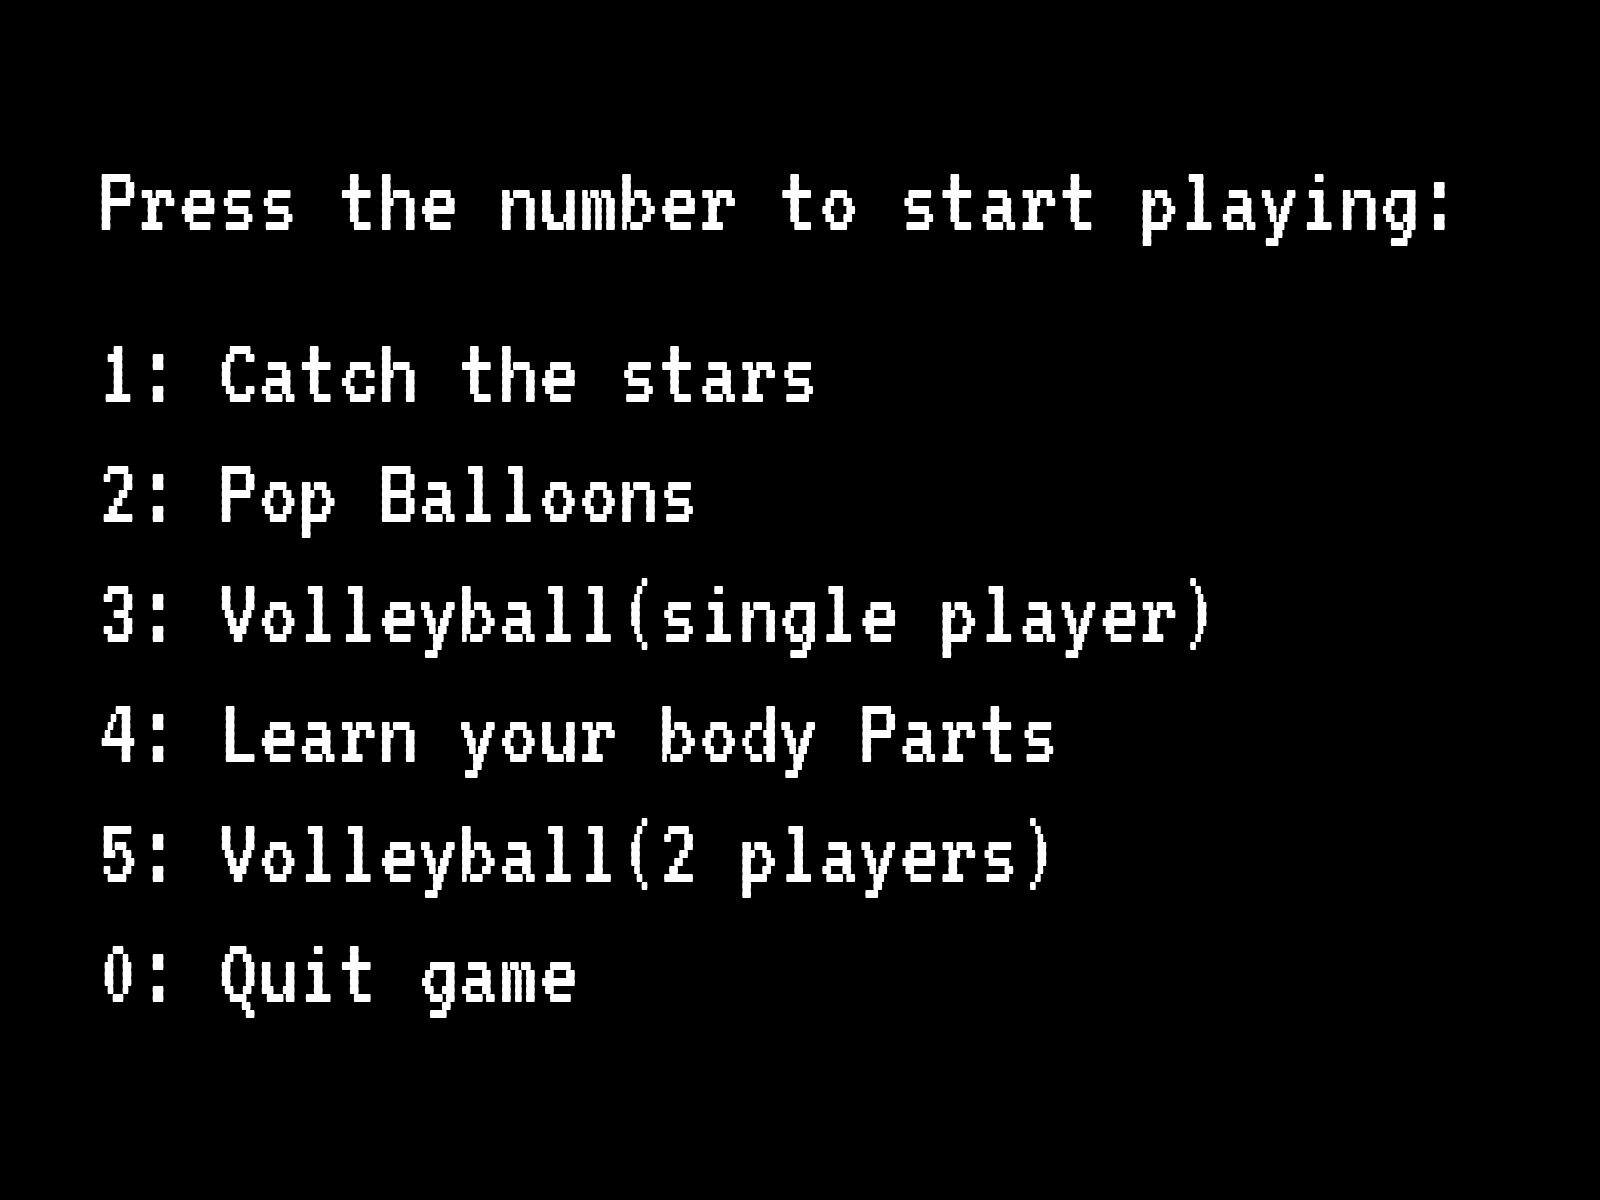 Press the number to start playing:
1: Catch the stars
2: Pop Balloons
3: Volleyball(single player)
4: Learn your body Parts
5: Volleyball(2 players)
0: Quit game